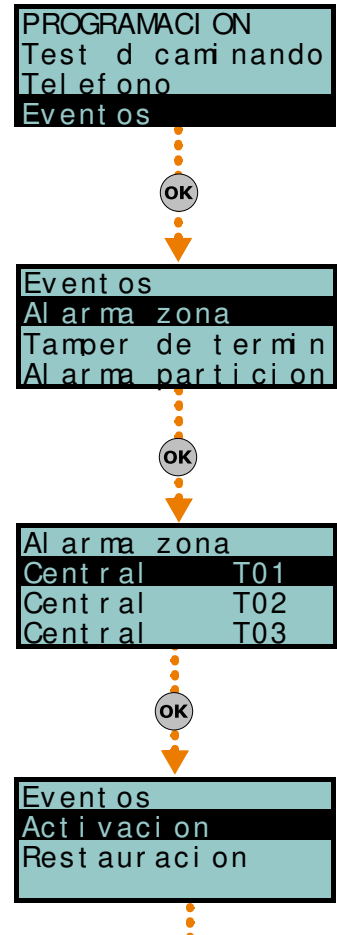 PROGRAMACION
Test d caminando
Telefono
Eventos
OK
Eventos
Alarma zona
Tamper de termin
Alarma particion
OK
Alarma zona
Central T01
Central T02
Central T03
OK
Eventos
Activacion
Restauracion